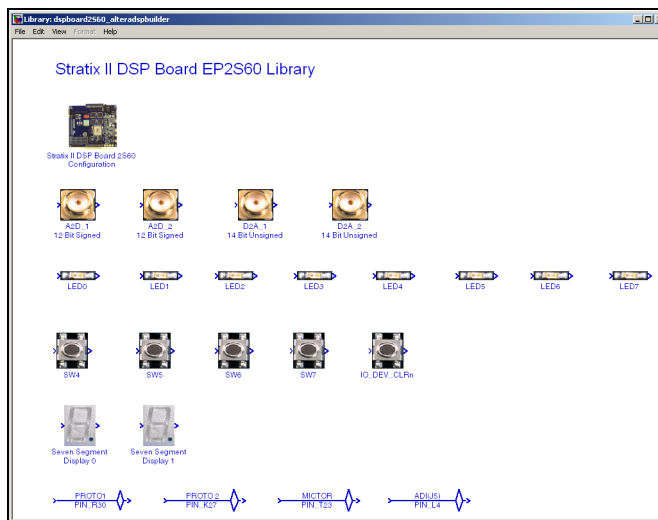 Library: dspboard2S60_alteradspbuilder
File Edit View Format Help
Stratix II DSP Board EP2S60 Library
Stratix II DSP Board 2S60
Configuration
A2D_1 A2D_2 D2A_1 D2A_2
12 Bit Signed 12 Bit Signed 14 Bit Unsigned 14 Bit Unsigned
LED0 LED1 LED2 LED3 LED4 LED5 LED6 LED7
SW4 SW5 SW6 SW7 IO_DEV_CLRn
Seven Segment Seven Segment
Display 0 Display 1
PROTO1 PROTO2 MICTOR ADI(J5)
PIN_R30 PIN_K27 PIN_T23 PIN_L4